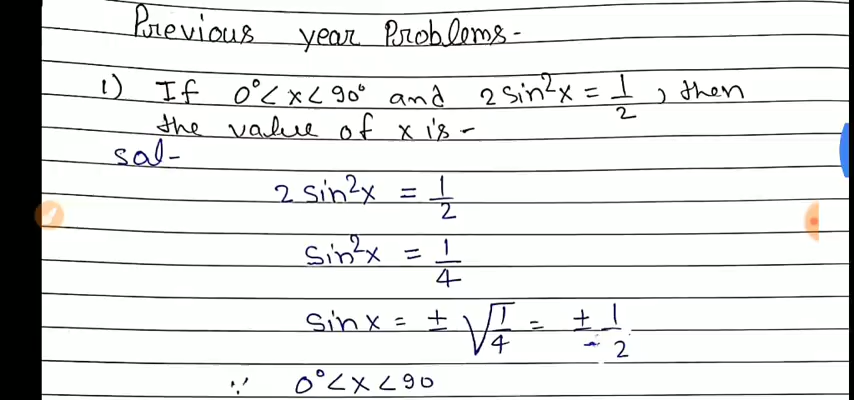 Previous year Problems-
1) If 0°<x<90° and 2sin²x = 1/2, then
the value of x is-
sol-
2 sin²x = 1/2
sin²x = 1/4
sin x = ± √1/4 = ± 1/2
∵ 0°<x<90